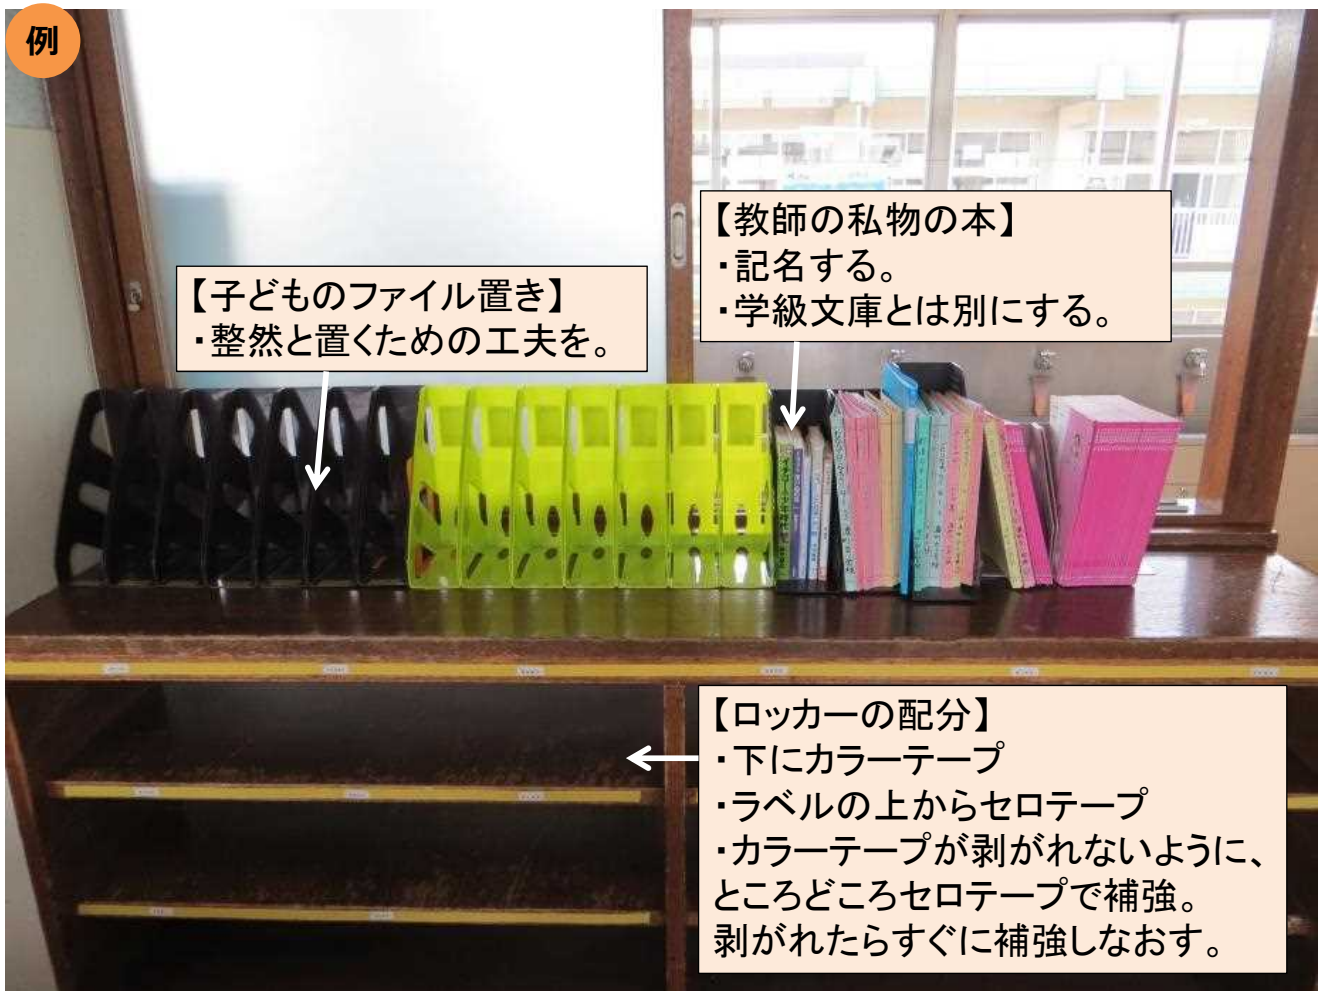 例
【教師の私物の本】
・記名する。
・学級文庫とは別にする。
【子どものファイル置き】
・整然と置くための工夫を。
【ロッカーの配分】
・下にカラーテープ
・ラベルの上からセロテープ
・カラーテープが剥がれないように、
ところどころセロテープで補強。
剥がれたらすぐに補強しなおす。